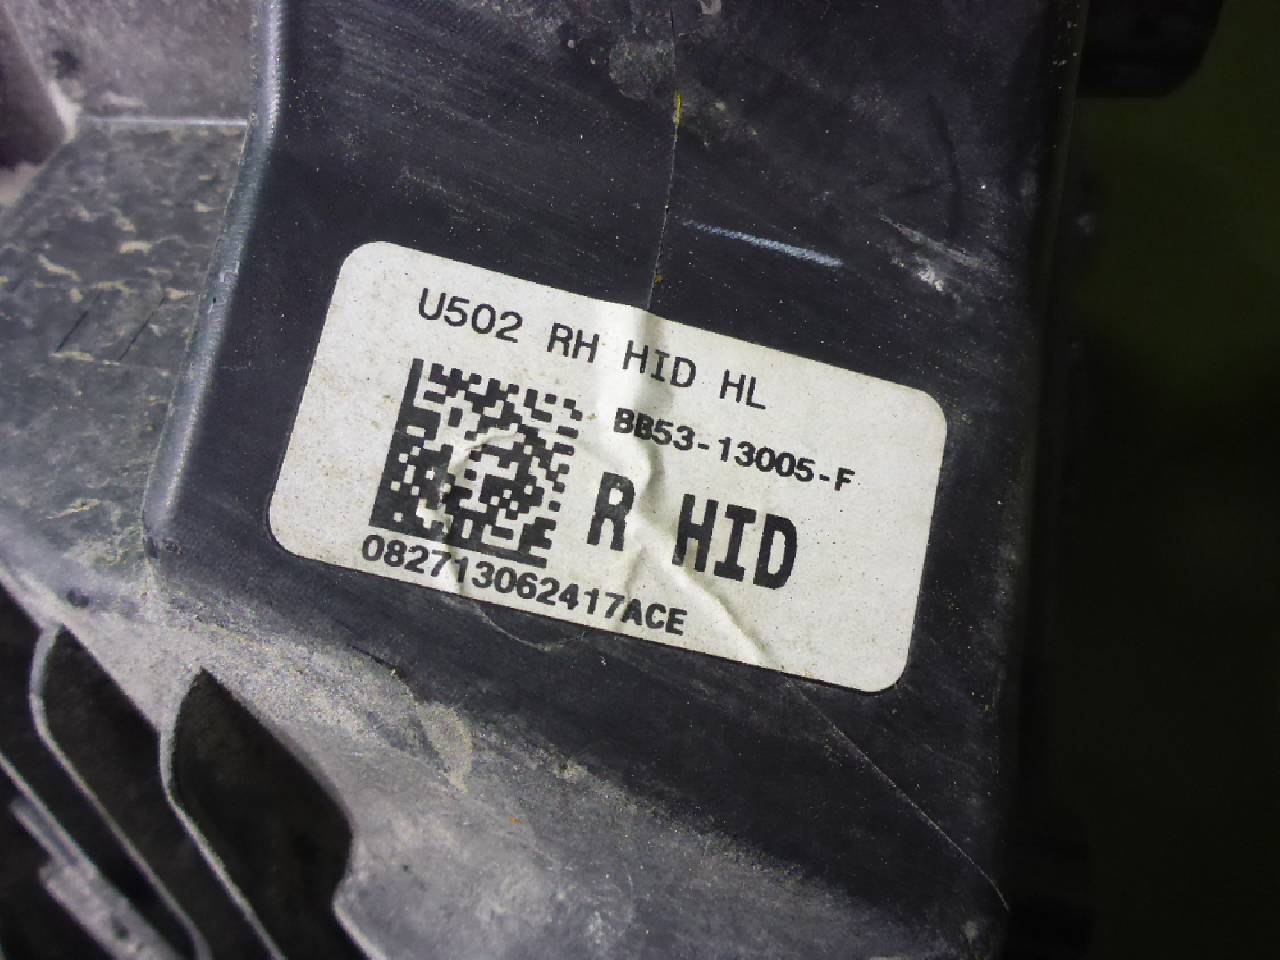 U502 RH HID HL
BB53-13005-F
R HID
082713062417ACE